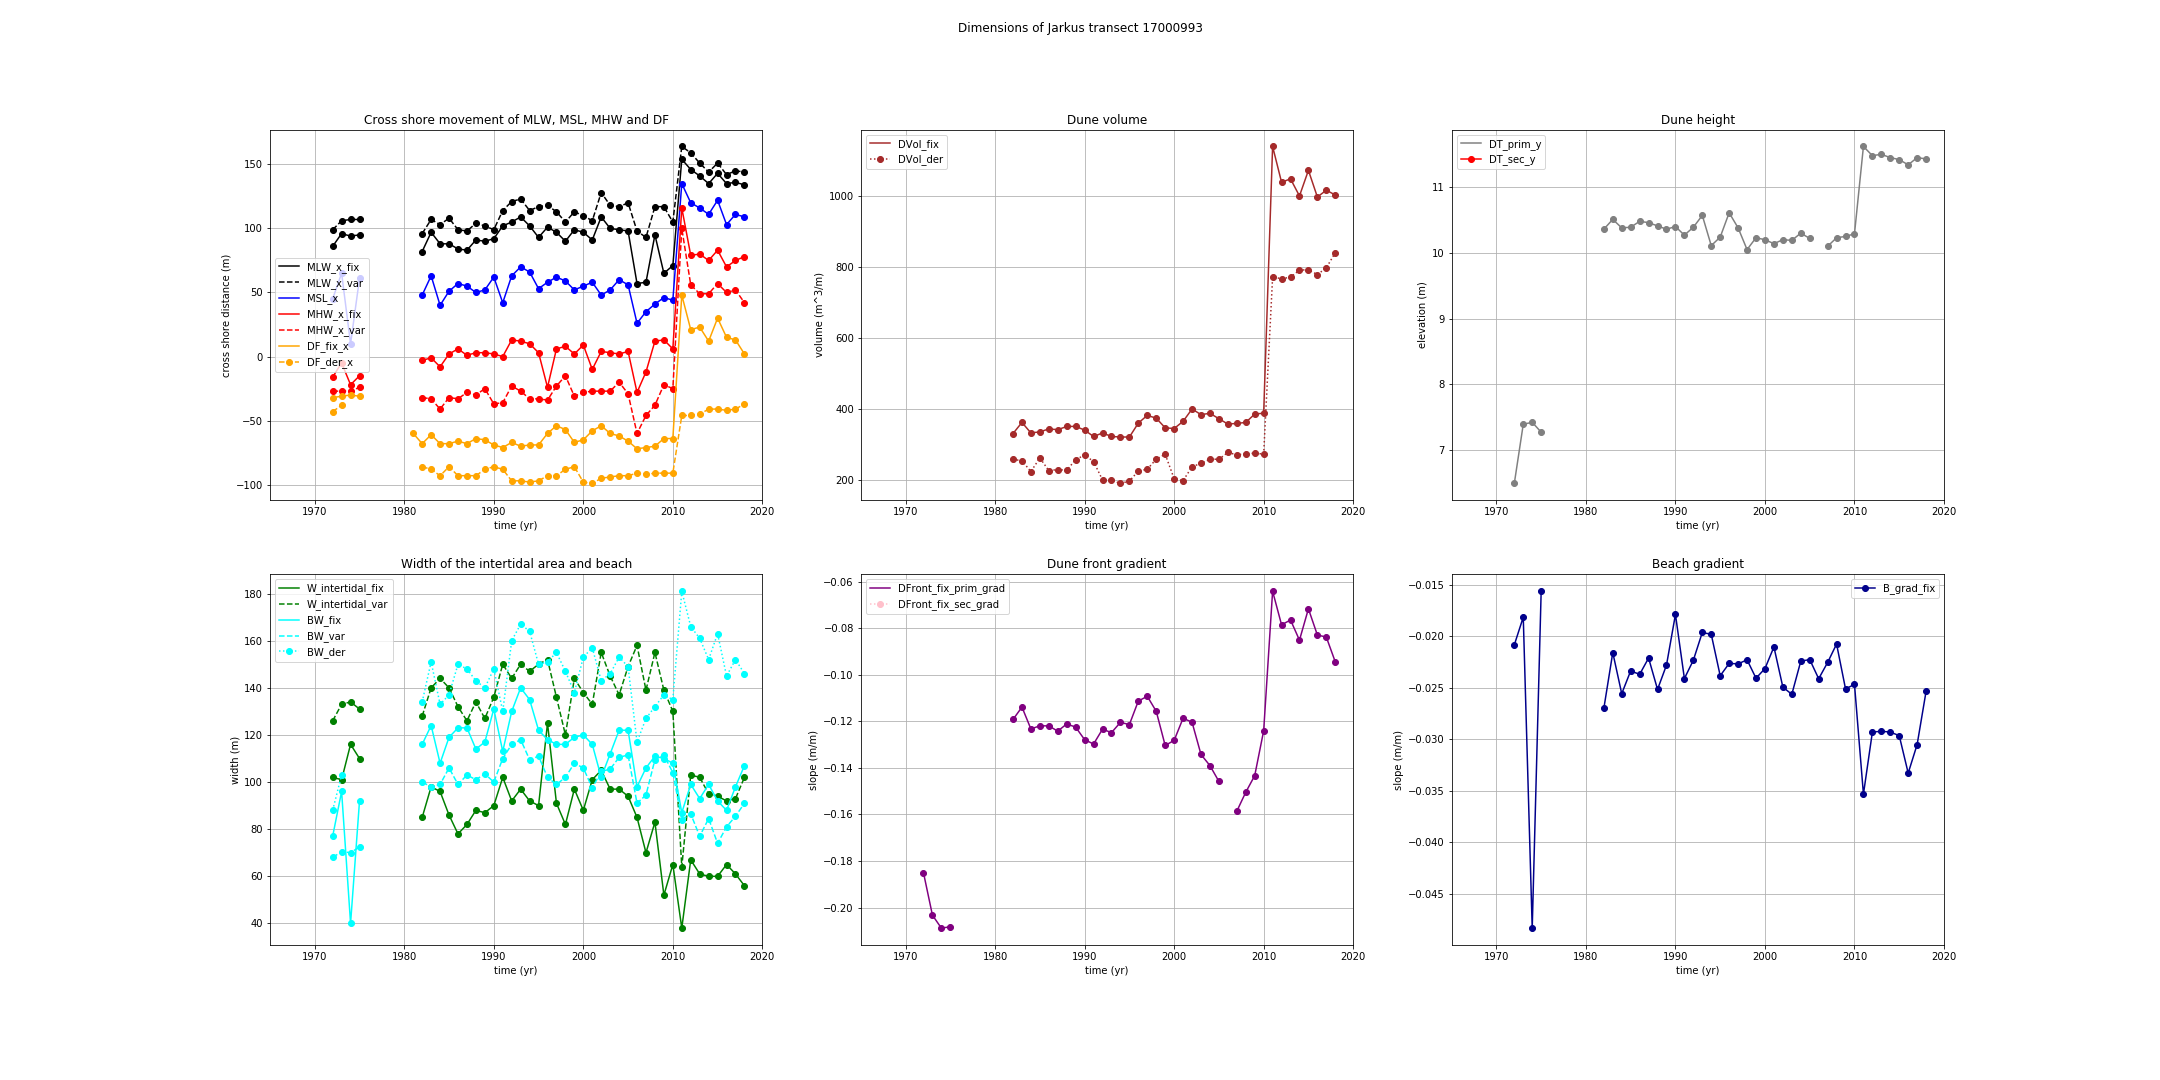 Dimensions of Jarkus transect 17000993
Cross shore movement of MLW, MSL, MHW and DF
cross shore distance (m)
150
100
50
0
−50
−100
MLW_x_fix
MLW_x_var
MSL_x
MHW_x_fix
MHW_x_var
DF_fix_x
DF_der_x
1970 1980 1990 2000 2010 2020
time (yr)
Dune volume
volume (m^3/m)
1000
800
600
400
200
DVol_fix
DVol_der
1970 1980 1990 2000 2010 2020
time (yr)
Dune height
elevation (m)
11
10
9
8
7
DT_prim_y
DT_sec_y
1970 1980 1990 2000 2010 2020
time (yr)
Width of the intertidal area and beach
width (m)
180
160
140
120
100
80
60
40
W_intertidal_fix
W_intertidal_var
BW_fix
BW_var
BW_der
1970 1980 1990 2000 2010 2020
time (yr)
Dune front gradient
slope (m/m)
−0.06
−0.08
−0.10
−0.12
−0.14
−0.16
−0.18
−0.20
DFront_fix_prim_grad
DFront_fix_sec_grad
1970 1980 1990 2000 2010 2020
time (yr)
Beach gradient
slope (m/m)
−0.015
−0.020
−0.025
−0.030
−0.035
−0.040
−0.045
B_grad_fix
1970 1980 1990 2000 2010 2020
time (yr)